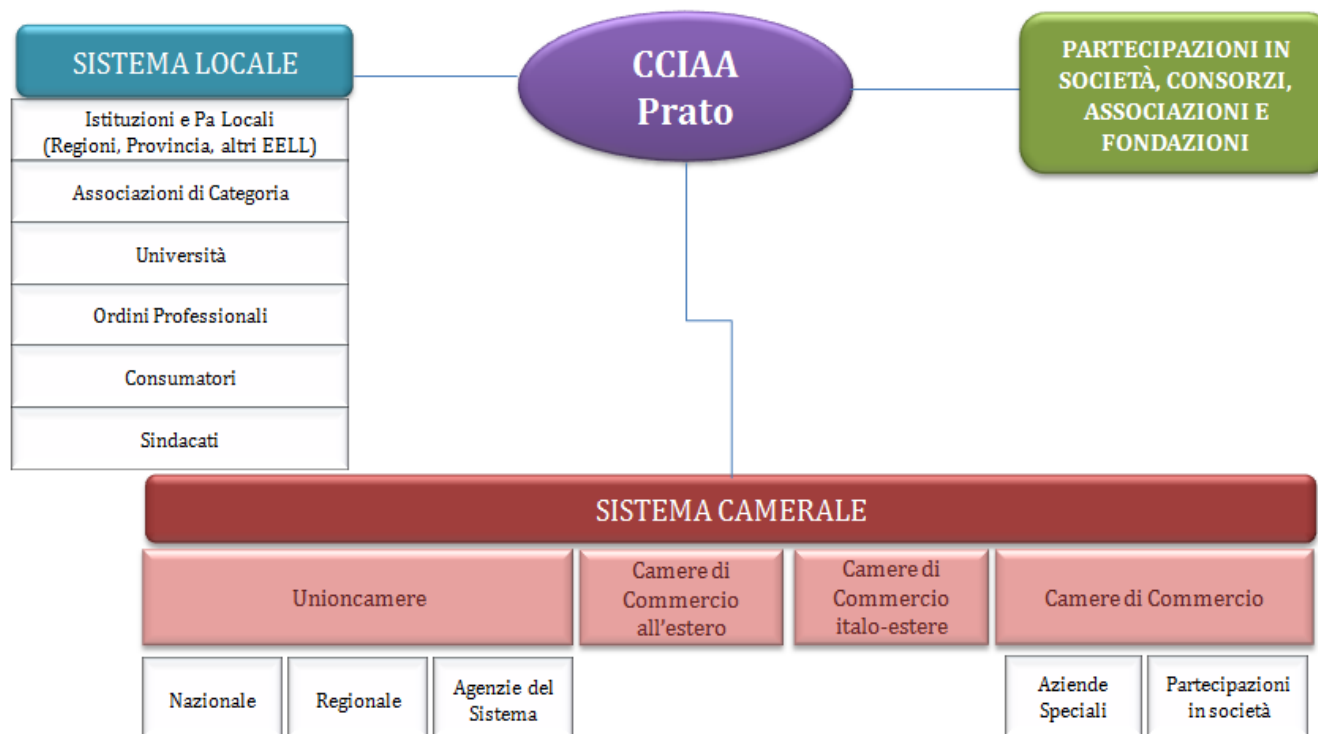 SISTEMA LOCALE
Istituzioni e Pa Locali
(Regioni, Provincia, altri EELL)
Associazioni di Categoria
Università
Ordini Professionali
Consumatori
Sindacati
CCIAA
Prato
PARTECIPAZIONI IN
SOCIETÀ, CONSORZI,
ASSOCIAZIONI E
FONDAZIONI
SISTEMA CAMERALE
Unioncamere
Camere di
Commercio
all'estero
Camere di
Commercio
italo-estere
Camere di Commercio
Nazionale
Regionale
Agenzie del
Sistema
Aziende
Speciali
Partecipazioni
in società